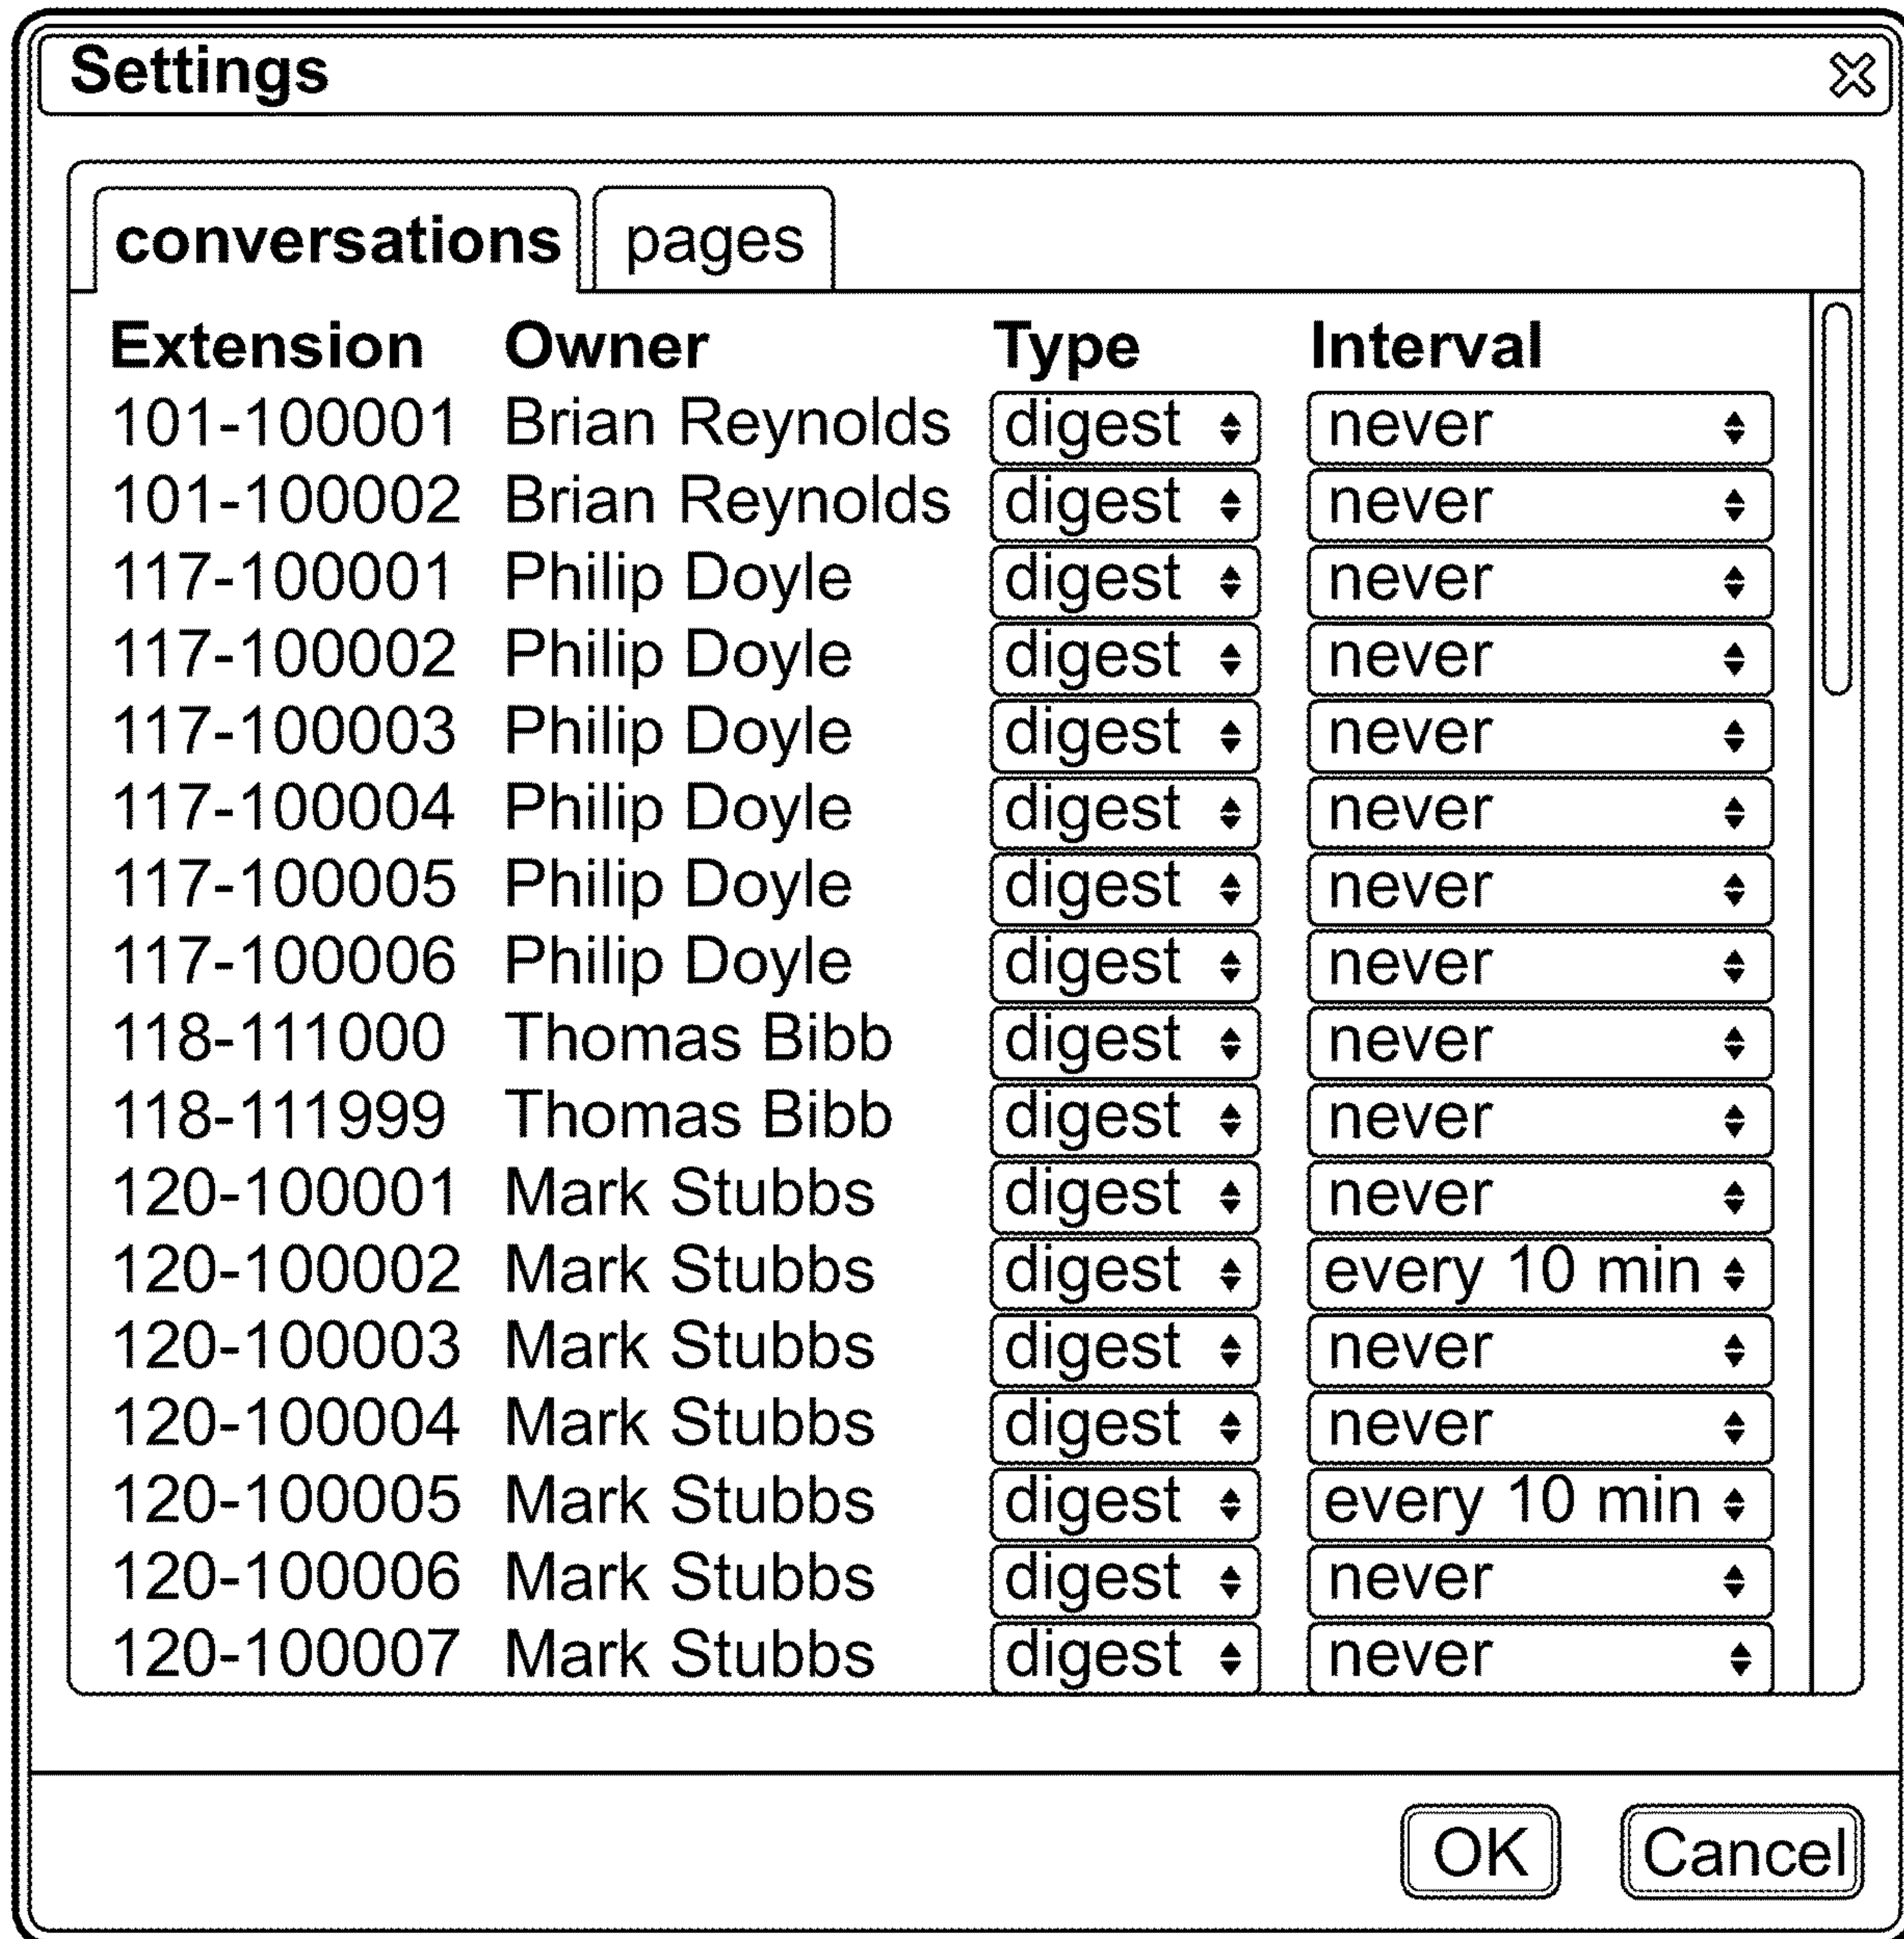 Settings
conversations pages
Extension Owner Type Interval
101-100001 Brian Reynolds digest never
101-100002 Brian Reynolds digest never
117-100001 Philip Doyle digest never
117-100002 Philip Doyle digest never
117-100003 Philip Doyle digest never
117-100004 Philip Doyle digest never
117-100005 Philip Doyle digest never
117-100006 Philip Doyle digest never
118-111000 Thomas Bibb digest never
118-111999 Thomas Bibb digest never
120-100001 Mark Stubbs digest never
120-100002 Mark Stubbs digest every 10 min
120-100003 Mark Stubbs digest never
120-100004 Mark Stubbs digest never
120-100005 Mark Stubbs digest every 10 min
120-100006 Mark Stubbs digest never
120-100007 Mark Stubbs digest never
OK Cancel